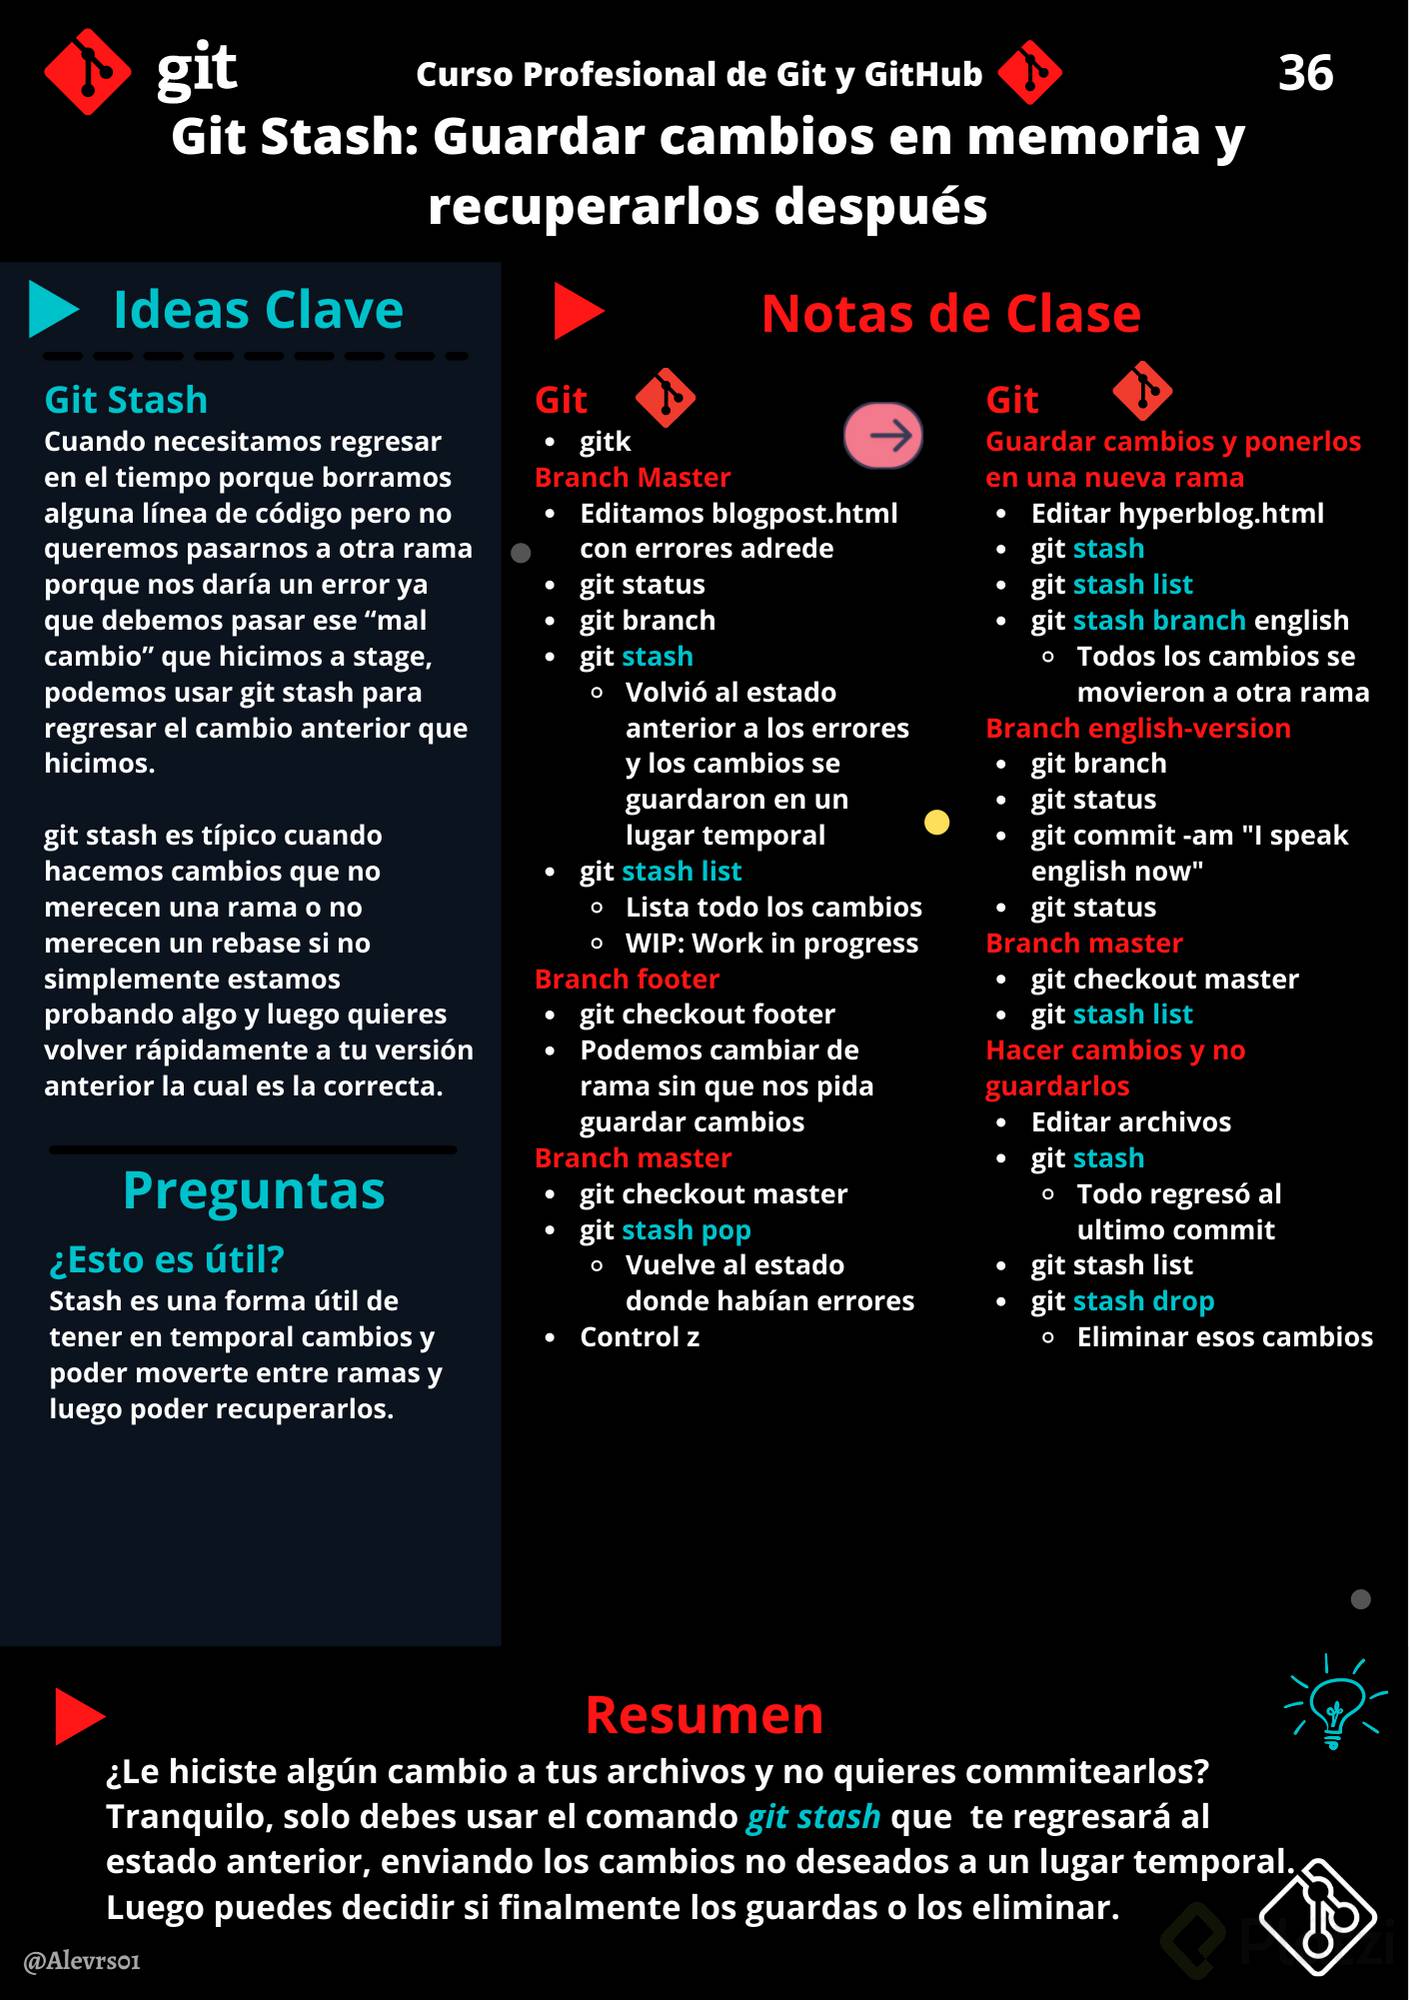 git
Curso Profesional de Git y GitHub
36
Git Stash: Guardar cambios en memoria y
recuperarlos después
Ideas Clave
Git Stash
Cuando necesitamos regresar
en el tiempo porque borramos
alguna línea de código pero no
queremos pasarnos a otra rama
porque nos daría un error ya
que debemos pasar ese “mal
cambio” que hicimos a stage,
podemos usar git stash para
regresar el cambio anterior que
hicimos.
git stash es típico cuando
hacemos cambios que no
merecen una rama o no
merecen un rebase si no
simplemente estamos
probando algo y luego quieres
volver rápidamente a tu versión
anterior la cual es la correcta.
Preguntas
¿Esto es útil?
Stash es una forma útil de
tener en temporal cambios y
poder moverte entre ramas y
luego poder recuperarlos.
Notas de Clase
Git
• gitk
Branch Master
• Editamos blogpost.html
con errores adrede
• git status
• git branch
• git stash
◦ Volvió al estado
anterior a los errores
y los cambios se
guardaron en un
lugar temporal
• git stash list
◦ Lista todo los cambios
◦ WIP: Work in progress
Branch footer
• git checkout footer
• Podemos cambiar de
rama sin que nos pida
guardar cambios
Branch master
• git checkout master
• git stash pop
◦ Vuelve al estado
donde habían errores
• Control z
Git
Guardar cambios y ponerlos
en una nueva rama
• Editar hyperblog.html
• git stash
• git stash list
• git stash branch english
◦ Todos los cambios se
movieron a otra rama
Branch english-version
• git branch
• git status
• git commit -am "I speak
english now"
• git status
Branch master
• git checkout master
• git stash list
Hacer cambios y no
guardarlos
• Editar archivos
• git stash
◦ Todo regresó al
ultimo commit
• git stash list
• git stash drop
◦ Eliminar esos cambios
Resumen
¿Le hiciste algún cambio a tus archivos y no quieres commitearlos?
Tranquilo, solo debes usar el comando git stash que te regresará al
estado anterior, enviando los cambios no deseados a un lugar temporal.
Luego puedes decidir si finalmente los guardas o los eliminar.
@Alevrs01